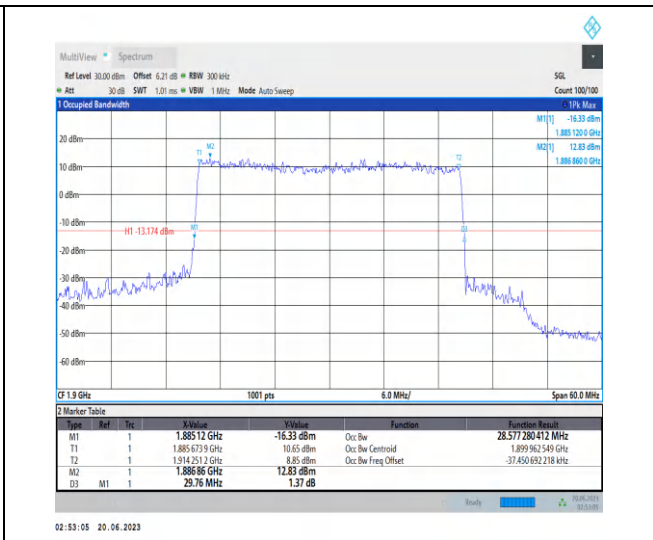 MultiView Spectrum
Ref Level 30.00 dBm Offset 6.21 dB RBW 300 kHz SGL
Att 30 dB SWT 1.01 ms VBW 1 MHz Mode Auto Sweep Count 100/100
1 Occupied Bandwidth 1Pk Max
M1[1] -16.33 dBm
1.885 120 0 GHz
M2[1] 12.83 dBm
1.886 860 0 GHz
20 dBm
T1 M2 T2
10 dBm
0 dBm
-10 dBm
H1 -13.174 dBm M1 D3
-20 dBm
-30 dBm
-40 dBm
-50 dBm
-60 dBm
CF 1.9 GHz 1001 pts 6.0 MHz/ Span 60.0 MHz
2 Marker Table
Type Ref Trc X-Value Y-Value Function Function Result
M1 1 1.885 12 GHz -16.33 dBm Occ Bw 28.577 280 412 MHz
T1 1 1.885 673 9 GHz 10.65 dBm Occ Bw Centroid 1.899 962 549 GHz
T2 1 1.914 251 2 GHz 8.85 dBm Occ Bw Freq Offset -37.450 692 218 kHz
M2 1 1.886 86 GHz 12.83 dBm
D3 M1 1 29.76 MHz 1.37 dB
Ready 20.06.2023
02:53:05
02:53:05 20.06.2023